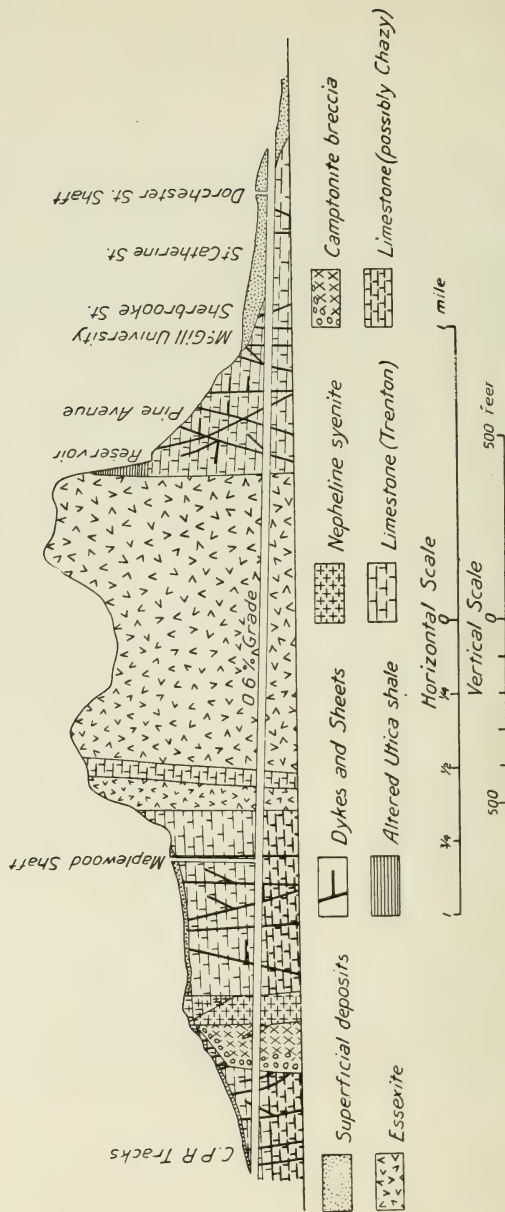 C.P.R Tracks
Maplewood Shaft
Reservoir
Pine Avenue
McGill University
Sherbrooke St.
St Catherine St.
Dorchester St. Shaft
0.6% Grade
Superficial deposits
Dykes and Sheets
Nepheline syenite
Camptonite breccia
Essexite
Altered Utica shale
Limestone (Trenton)
Limestone (possibly Chazy)
Horizontal Scale
1 ¾ ½ ¼ 0 1 mile
Vertical Scale
500 0 500 feet